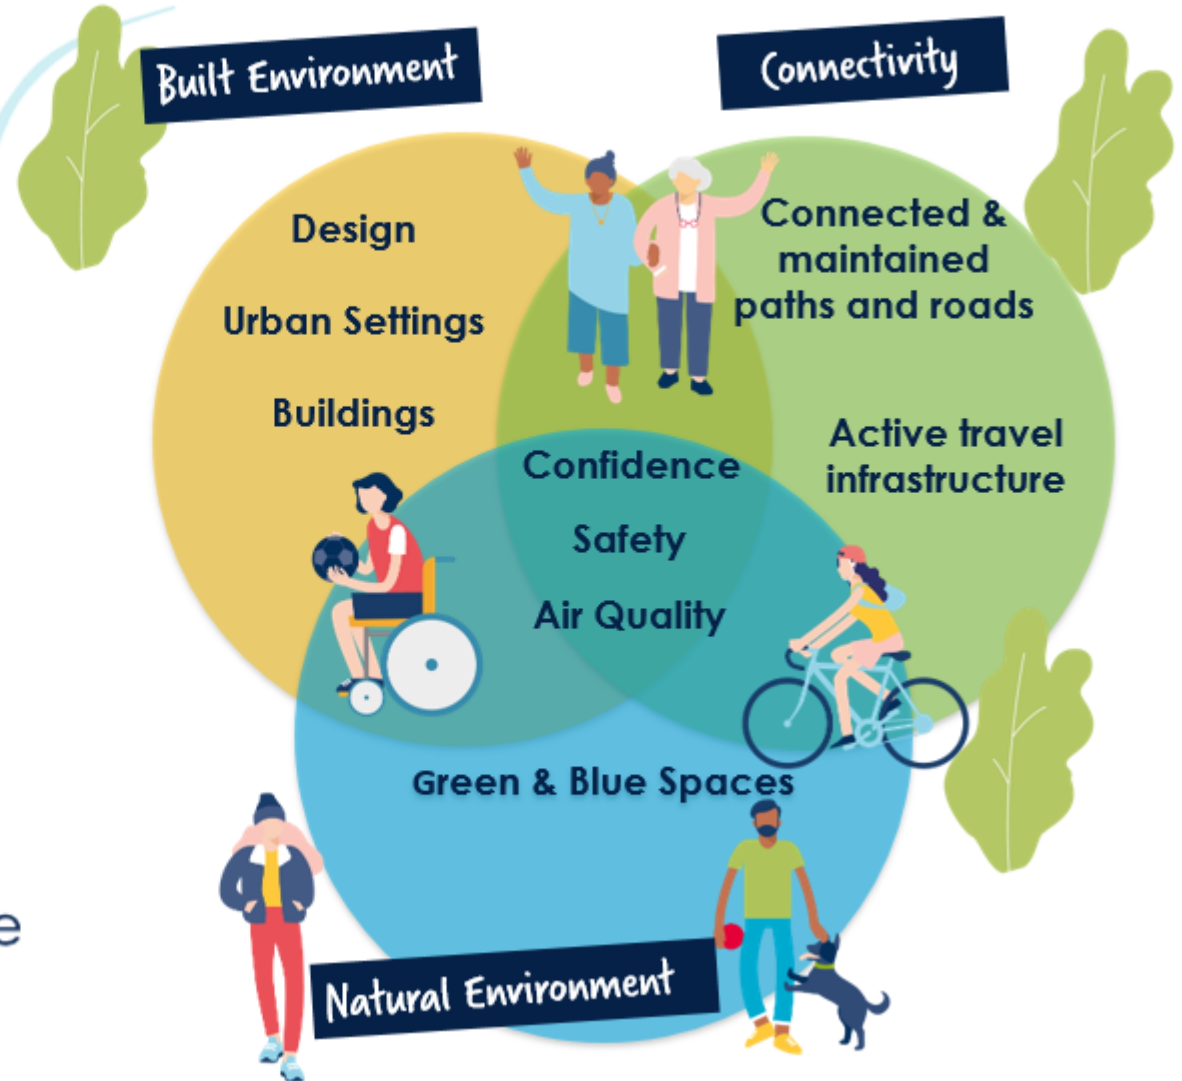 Built Environment
Connectivity
Design
Urban Settings
Buildings
Connected &
maintained
paths and roads
Active travel
infrastructure
Confidence
Safety
Air Quality
Green & Blue Spaces
e
Natural Environment